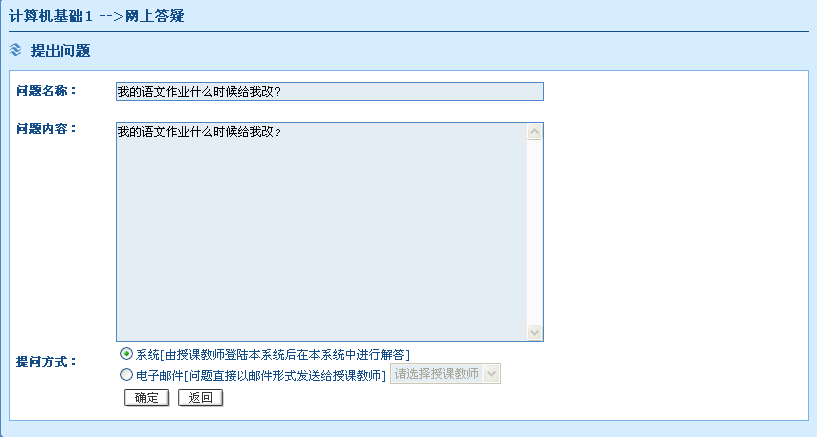 计算机基础1 -->网上答疑
提出问题
问题名称： 我的语文作业什么时候给我改?
问题内容： 我的语文作业什么时候给我改?
提问方式： 系统[由授课教师登陆本系统后在本系统中进行解答]
电子邮件[问题直接以邮件形式发送给授课教师] 请选择授课教师
确定 返回